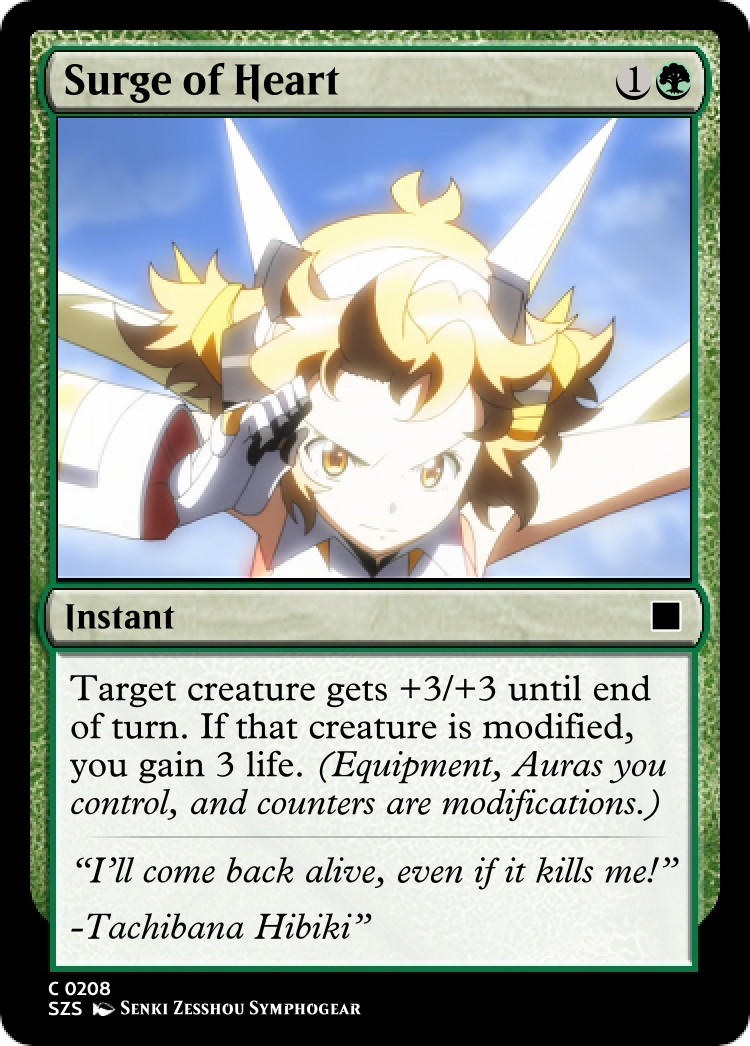 Surge of Heart 1
Instant
Target creature gets +3/+3 until end
of turn. If that creature is modified,
you gain 3 life. (Equipment, Auras you
control, and counters are modifications.)
“I’ll come back alive, even if it kills me!”
-Tachibana Hibiki”
C 0208
SZS Senki Zesshou Symphogear